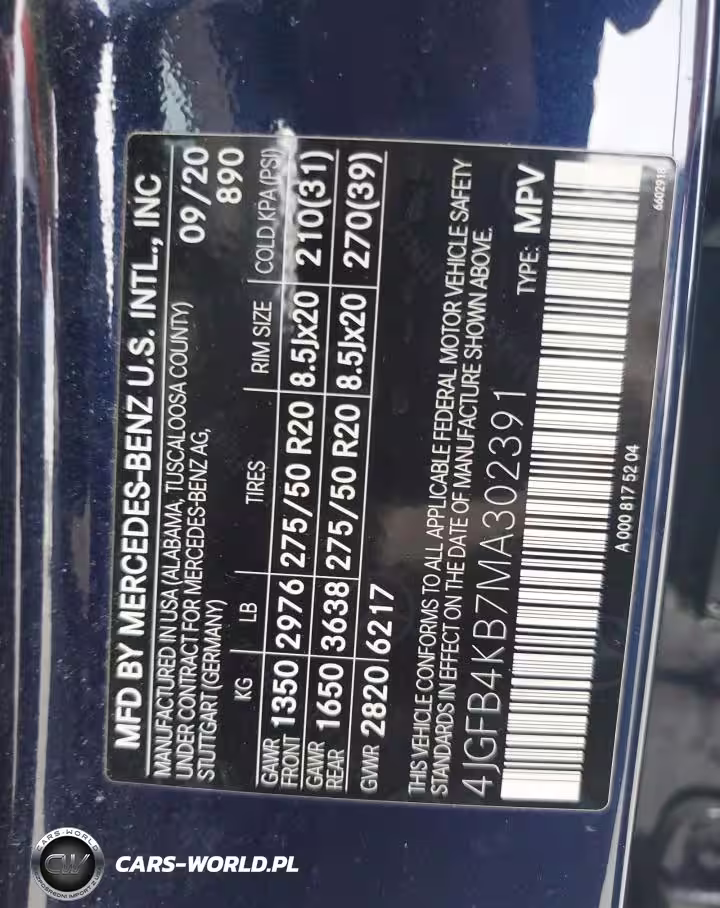 MFD BY MERCEDES-BENZ U.S. INTL., INC
MANUFACTURED IN USA (ALABAMA, TUSCALOOSA COUNTY) 09/20
UNDER CONTRACT FOR MERCEDES-BENZ AG, 890
STUTTGART (GERMANY)
KG LB TIRES RIM SIZE COLD KPA (PSI)
GAWR FRONT 1350 2976 275/50 R20 8.5Jx20 210(31)
GAWR REAR 1650 3638 275/50 R20 8.5Jx20 270(39)
GVWR 2820 6217
THIS VEHICLE CONFORMS TO ALL APPLICABLE FEDERAL MOTOR VEHICLE SAFETY
STANDARDS IN EFFECT ON THE DATE OF MANUFACTURE SHOWN ABOVE.
4JGFB4KB7MA302391 TYPE: MPV
A 000 817 52 04
6602918
CARS-WORLD
CW
CARS-WORLD.PL